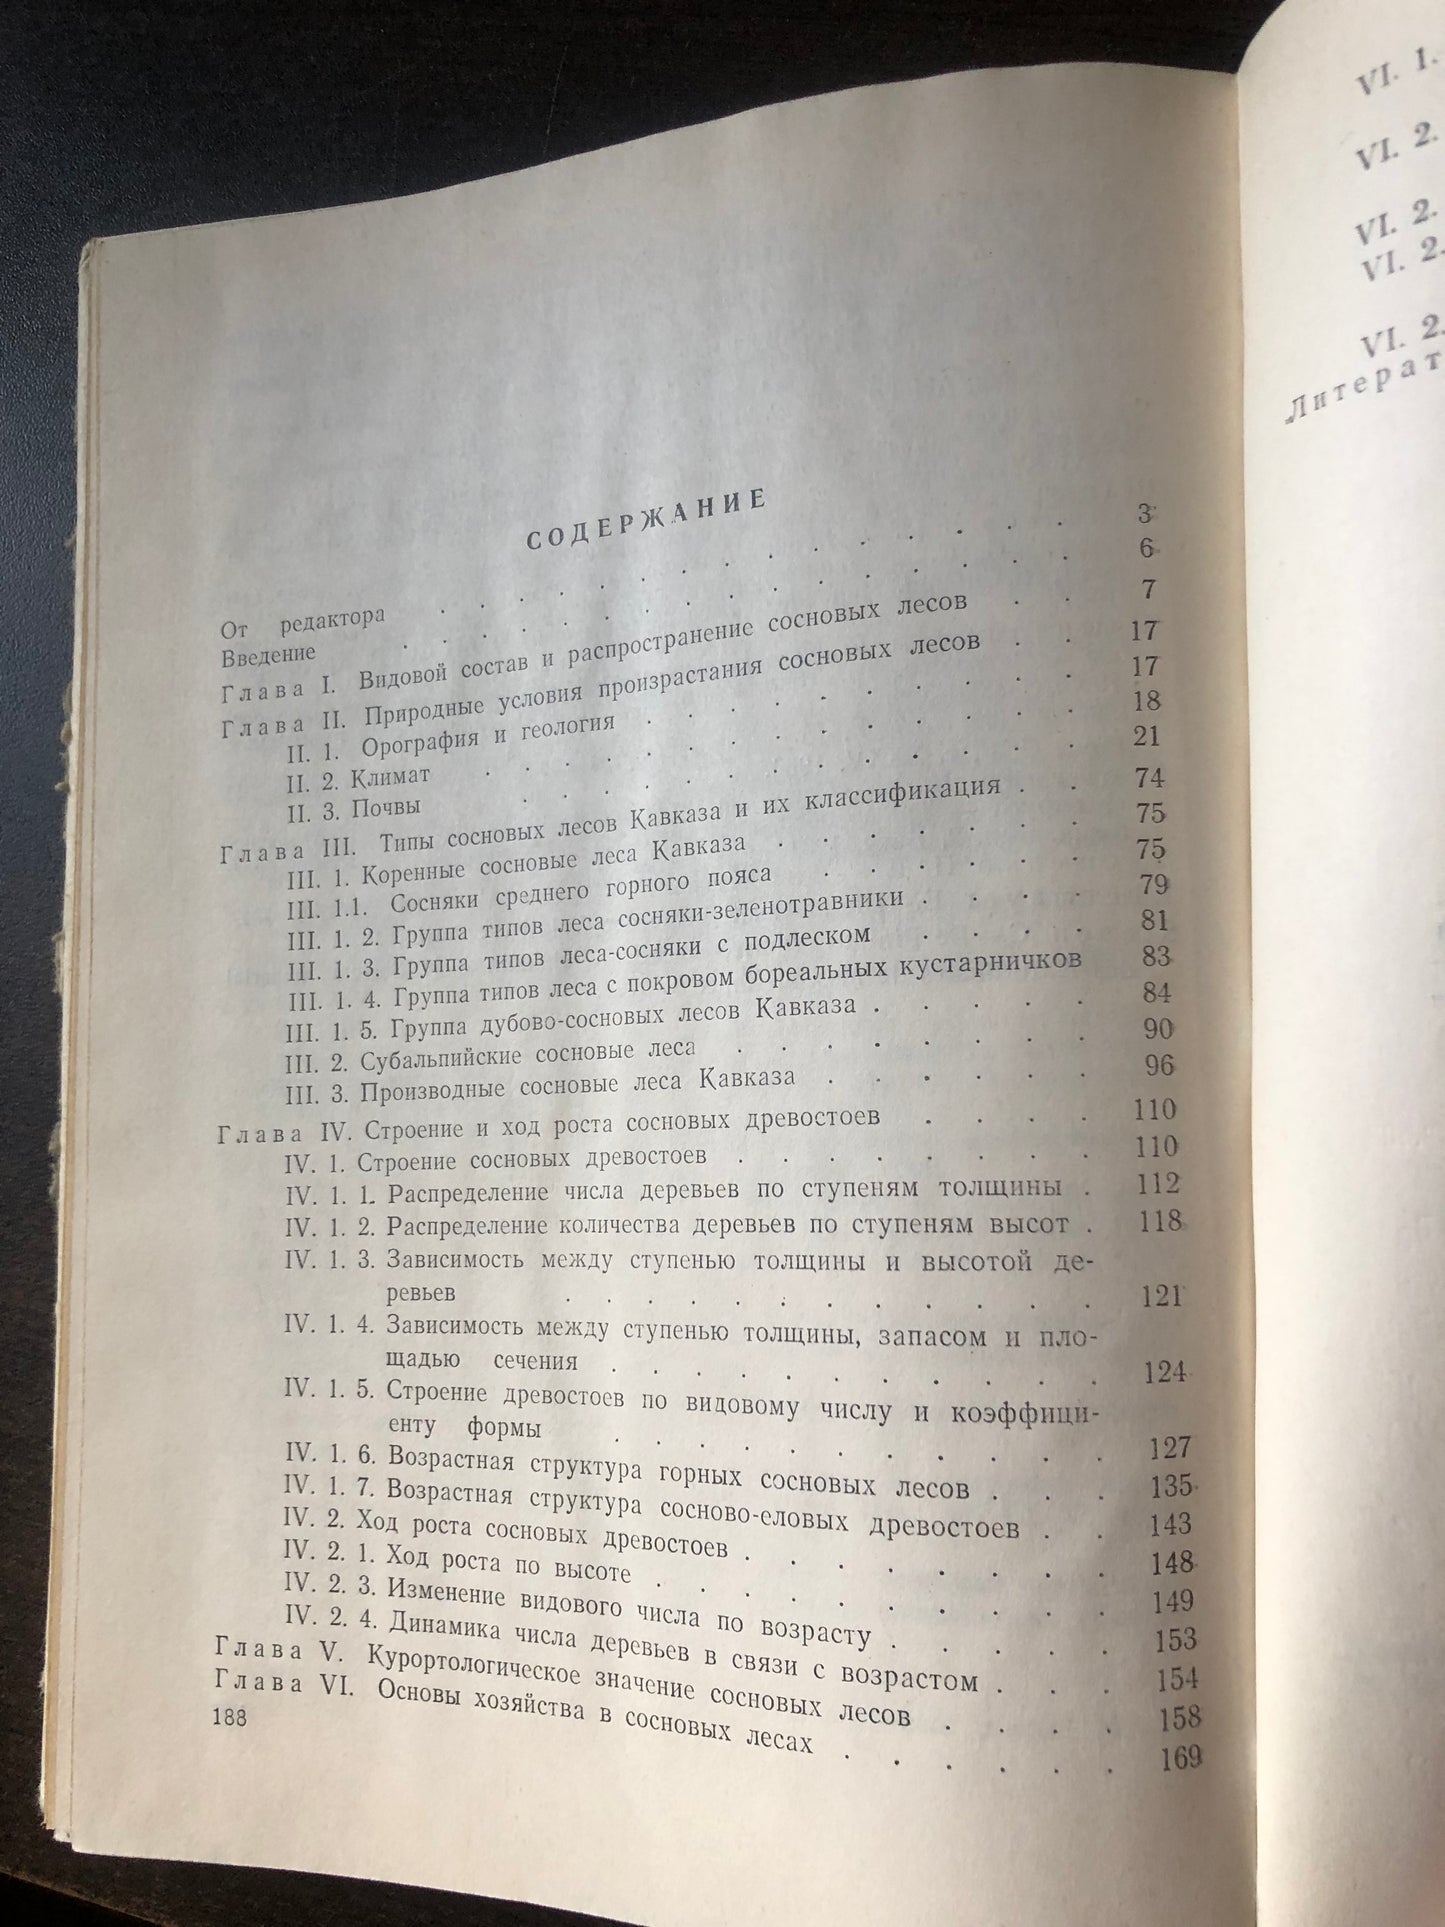 СОДЕРЖАНИЕ
От редактора . . . . . . . . . . . . 3
Введение . . . . . . . . . . . . . 6
Глава I. Видовой состав и распространение сосновых лесов . . 7
Глава II. Природные условия произрастания сосновых лесов . . 17
II. 1. Орография и геология . . . . . . . . 17
II. 2. Климат . . . . . . . . . . . 18
II. 3. Почвы . . . . . . . . . . . 21
Глава III. Типы сосновых лесов Кавказа и их классификация . . 74
III. 1. Коренные сосновые леса Кавказа . . . . . . 75
III. 1.1. Сосняки среднего горного пояса . . . . . . 75
III. 1. 2. Группа типов леса сосняки-зеленотравники . . . . 79
III. 1. 3. Группа типов леса-сосняки с подлеском . . . . 81
III. 1. 4. Группа типов леса с покровом бореальных кустарничков 83
III. 1. 5. Группа дубово-сосновых лесов Кавказа . . . . . 84
III. 2. Субальпийские сосновые леса . . . . . . . . 90
III. 3. Производные сосновые леса Кавказа . . . . . . 96
Глава IV. Строение и ход роста сосновых древостоев . . . . 110
IV. 1. Строение сосновых древостоев . . . . . . . . 110
IV. 1. 1. Распределение числа деревьев по ступеням толщины . 112
IV. 1. 2. Распределение количества деревьев по ступеням высот . 118
IV. 1. 3. Зависимость между ступенью толщины и высотой де-
ревьев . . . . . . . . . . . . . 121
IV. 1. 4. Зависимость между ступенью толщины, запасом и пло-
щадью сечения . . . . . . . . . . . 124
IV. 1. 5. Строение древостоев по видовому числу и коэффици-
енту формы . . . . . . . . . . . 127
IV. 1. 6. Возрастная структура горных сосновых лесов . . . 135
IV. 1. 7. Возрастная структура сосново-еловых древостоев . . 143
IV. 2. Ход роста сосновых древостоев . . . . . . . . 148
IV. 2. 1. Ход роста по высоте . . . . . . . . . 149
IV. 2. 3. Изменение видового числа по возрасту . . . . . 153
IV. 2. 4. Динамика числа деревьев в связи с возрастом . . . 154
Глава V. Курортологическое значение сосновых лесов . . . . 158
Глава VI. Основы хозяйства в сосновых лесах . . . . . . 169
188
VI. 1.
VI. 2.
VI. 2.
VI. 2.
VI. 2.
Литерат